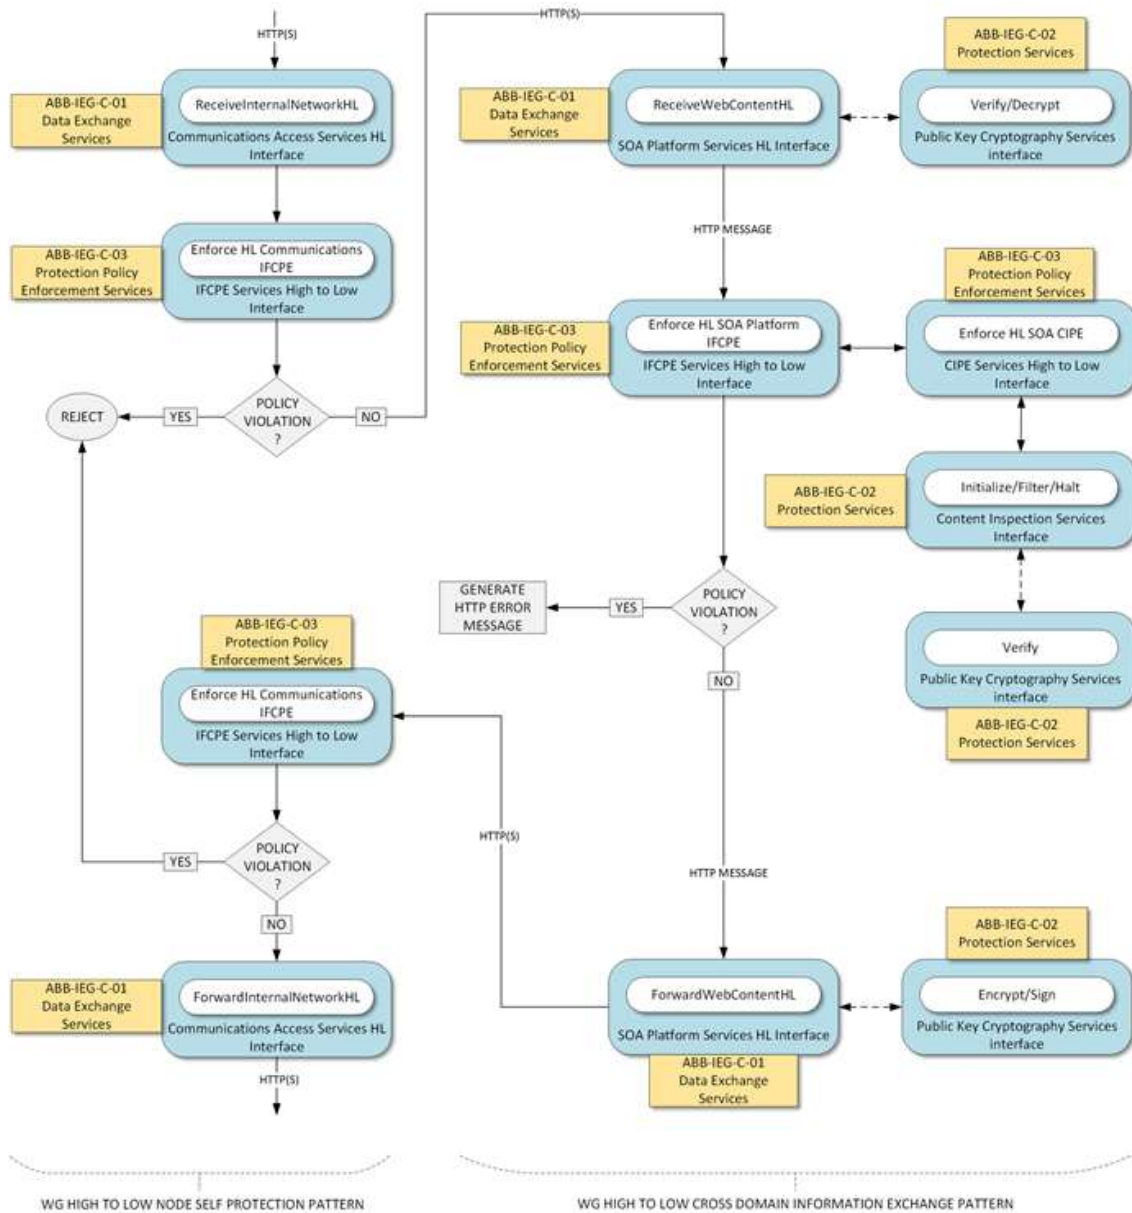 HTTP(S)
ABB-IEG-C-01
Data Exchange
Services
ReceiveInternalNetworkHL
Communications Access Services HL
Interface
ABB-IEG-C-03
Protection Policy
Enforcement Services
Enforce HL Communications
IFCPE
IFCPE Services High to Low
Interface
POLICY
VIOLATION
?
YES
REJECT
NO
HTTP(S)
ABB-IEG-C-01
Data Exchange
Services
ReceiveWebContentHL
SOA Platform Services HL Interface
ABB-IEG-C-02
Protection Services
Verify/Decrypt
Public Key Cryptography Services
interface
HTTP MESSAGE
ABB-IEG-C-03
Protection Policy
Enforcement Services
Enforce HL SOA Platform
IFCPE
IFCPE Services High to Low
Interface
ABB-IEG-C-03
Protection Policy
Enforcement Services
Enforce HL SOA CIPE
CIPE Services High to Low
Interface
ABB-IEG-C-02
Protection Services
Initialize/Filter/Halt
Content Inspection Services
Interface
Verify
Public Key Cryptography Services
interface
ABB-IEG-C-02
Protection Services
POLICY
VIOLATION
?
YES
GENERATE
HTTP ERROR
MESSAGE
NO
HTTP MESSAGE
ForwardWebContentHL
SOA Platform Services HL Interface
ABB-IEG-C-01
Data Exchange
Services
ABB-IEG-C-02
Protection Services
Encrypt/Sign
Public Key Cryptography Services
interface
HTTP(S)
ABB-IEG-C-03
Protection Policy
Enforcement Services
Enforce HL Communications
IFCPE
IFCPE Services High to Low
Interface
POLICY
VIOLATION
?
YES
NO
ABB-IEG-C-01
Data Exchange
Services
ForwardInternalNetworkHL
Communications Access Services HL
Interface
HTTP(S)
WG HIGH TO LOW NODE SELF PROTECTION PATTERN
WG HIGH TO LOW CROSS DOMAIN INFORMATION EXCHANGE PATTERN